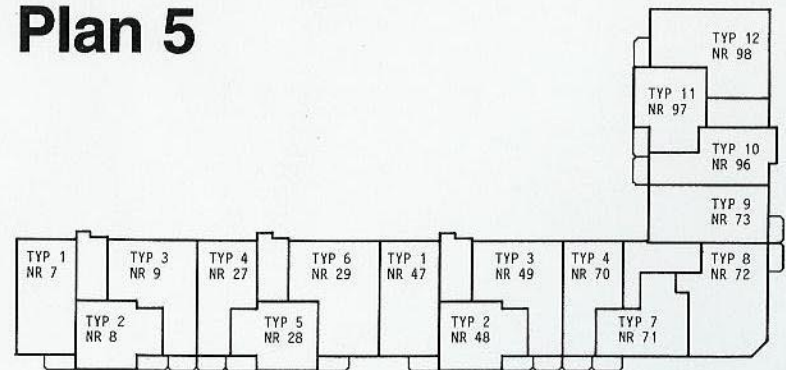 Plan 5
TYP 12
NR 98
TYP 11
NR 97
TYP 10
NR 96
TYP 9
NR 73
TYP 8
NR 72
TYP 1
NR 7
TYP 3
NR 9
TYP 4
NR 27
TYP 6
NR 29
TYP 1
NR 47
TYP 3
NR 49
TYP 4
NR 70
TYP 2
NR 8
TYP 5
NR 28
TYP 2
NR 48
TYP 7
NR 71